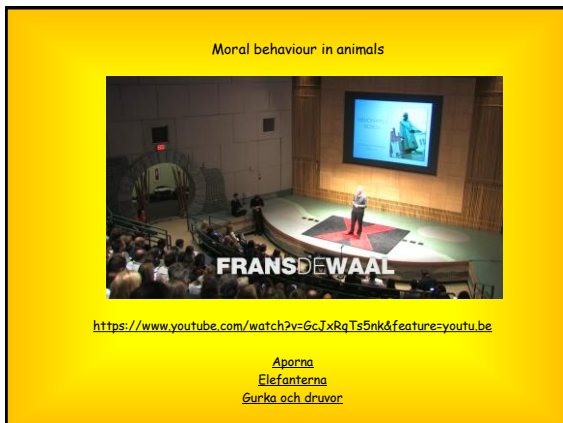 Moral behaviour in animals
FRANSDEWAAL
https://www.youtube.com/watch?v=GcJxRqTs5nk&feature=youtu.be
Aporna
Elefanterna
Gurka och druvor